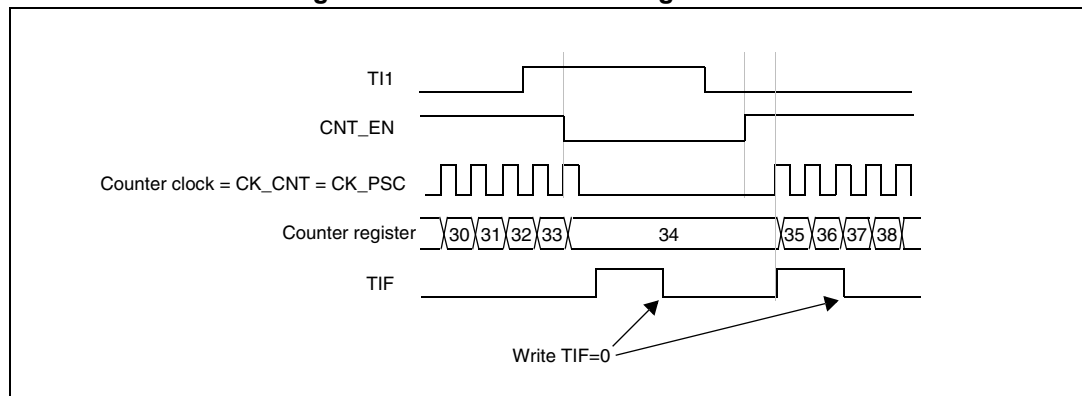 TI1
CNT_EN
Counter clock = CK_CNT = CK_PSC
Counter register 30 31 32 33 34 35 36 37 38
TIF
Write TIF=0